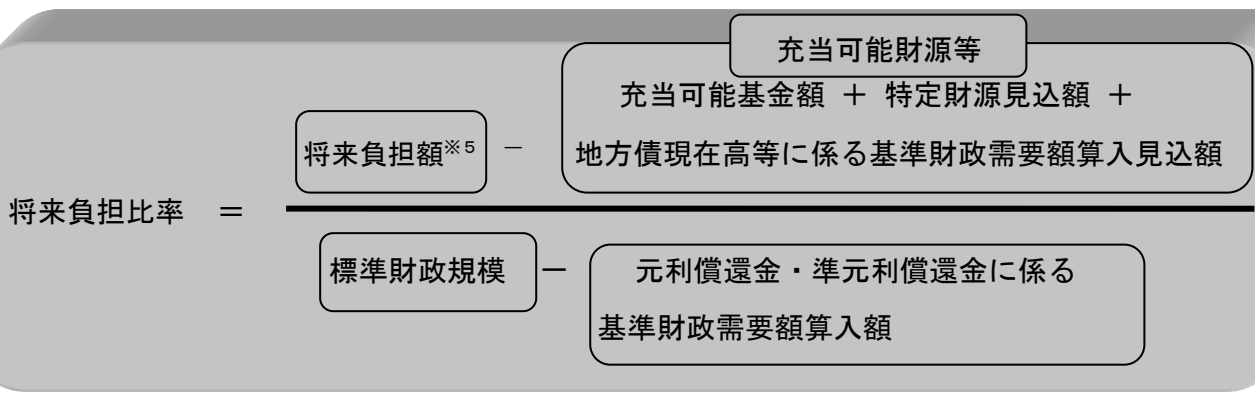 充当可能財源等
充当可能基金額 ＋ 特定財源見込額 ＋
将来負担額※5 － 地方債現在高等に係る基準財政需要額算入見込額
将来負担比率 ＝
標準財政規模 － 元利償還金・準元利償還金に係る
基準財政需要額算入額